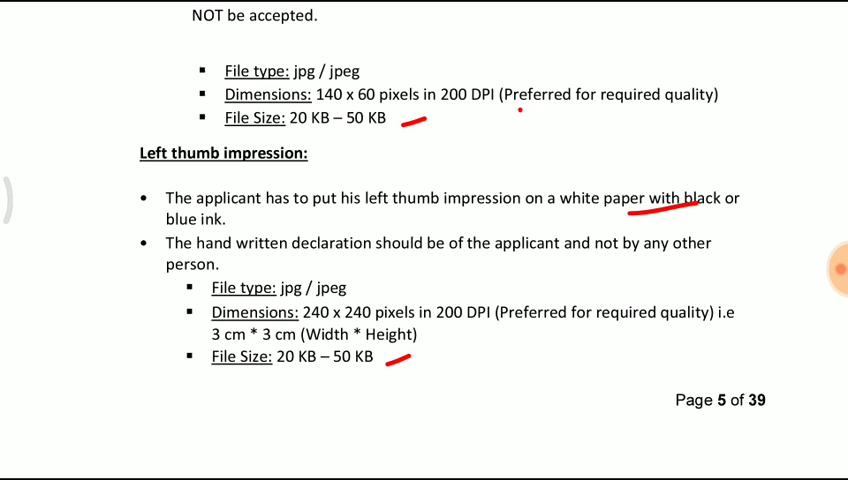 NOT be accepted.
▪ File type: jpg / jpeg
▪ Dimensions: 140 x 60 pixels in 200 DPI (Preferred for required quality)
▪ File Size: 20 KB – 50 KB
Left thumb impression:
• The applicant has to put his left thumb impression on a white paper with black or
blue ink.
• The hand written declaration should be of the applicant and not by any other
person.
▪ File type: jpg / jpeg
▪ Dimensions: 240 x 240 pixels in 200 DPI (Preferred for required quality) i.e
3 cm * 3 cm (Width * Height)
▪ File Size: 20 KB – 50 KB
Page 5 of 39